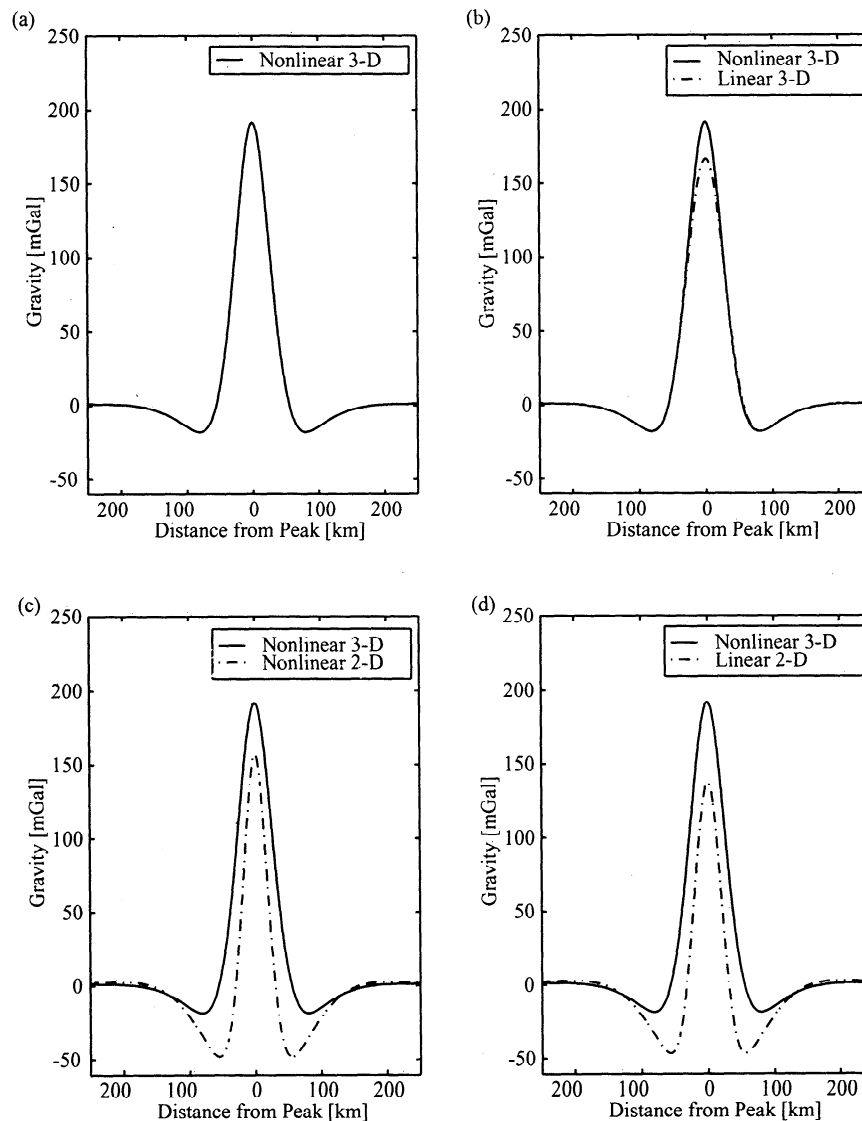 (a)
250
200
150
100
50
0
-50
Gravity [mGal]
Nonlinear 3-D
200 100 0 100 200
Distance from Peak [km]
(b)
250
200
150
100
50
0
-50
Gravity [mGal]
Nonlinear 3-D
Linear 3-D
200 100 0 100 200
Distance from Peak [km]
(c)
250
200
150
100
50
0
-50
Gravity [mGal]
Nonlinear 3-D
Nonlinear 2-D
200 100 0 100 200
Distance from Peak [km]
(d)
250
200
150
100
50
0
-50
Gravity [mGal]
Nonlinear 3-D
Linear 2-D
200 100 0 100 200
Distance from Peak [km]